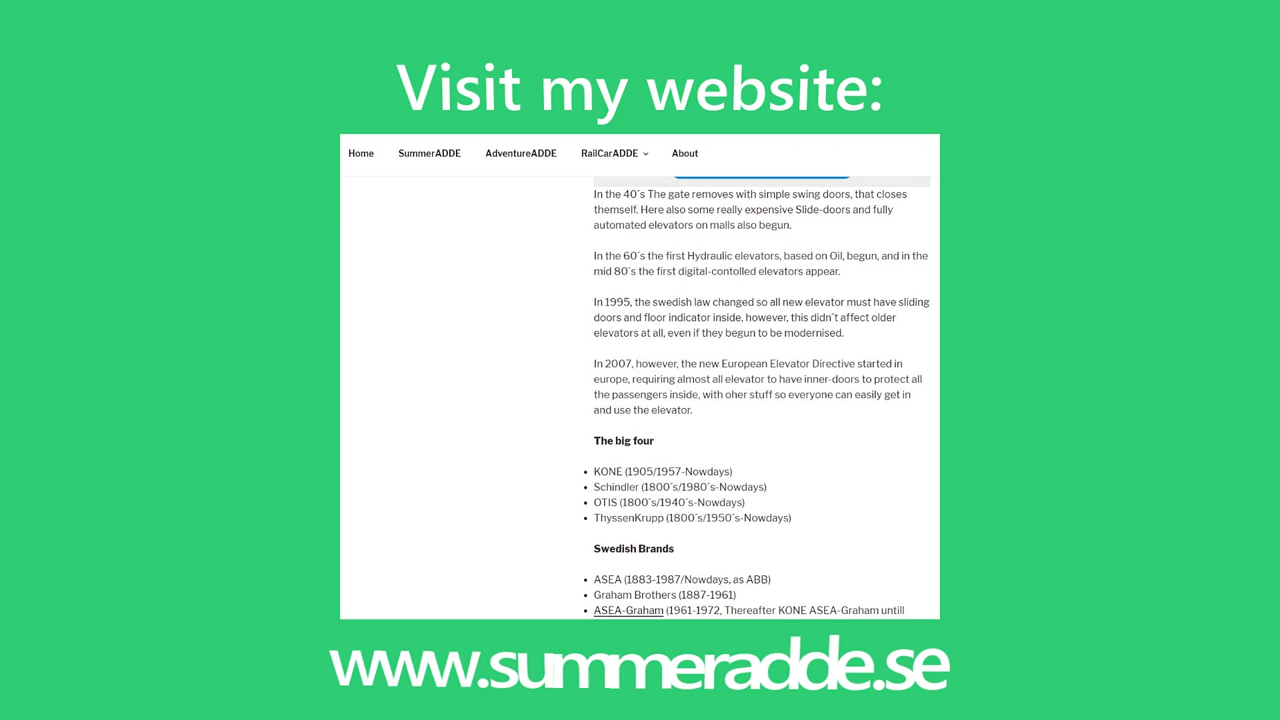 Visit my website:
Home SummerADDE AdventureADDE RailCarADDE About
In the 40´s The gate removes with simple swing doors, that closes
themself. Here also some really expensive Slide-doors and fully
automated elevators on malls also begun.
In the 60´s the first Hydraulic elevators, based on Oil, begun, and in the
mid 80´s the first digital-contolled elevators appear.
In 1995, the swedish law changed so all new elevator must have sliding
doors and floor indicator inside, however, this didn´t affect older
elevators at all, even if they begun to be modernised.
In 2007, however, the new European Elevator Directive started in
europe, requiring almost all elevator to have inner-doors to protect all
the passengers inside, with oher stuff so everyone can easily get in
and use the elevator.
The big four
• KONE (1905/1957-Nowdays)
• Schindler (1800´s/1980´s-Nowdays)
• OTIS (1800´s/1940´s-Nowdays)
• ThyssenKrupp (1800´s/1950´s-Nowdays)
Swedish Brands
• ASEA (1883-1987/Nowdays, as ABB)
• Graham Brothers (1887-1961)
• ASEA-Graham (1961-1972, Thereafter KONE ASEA-Graham untill
www.summeradde.se